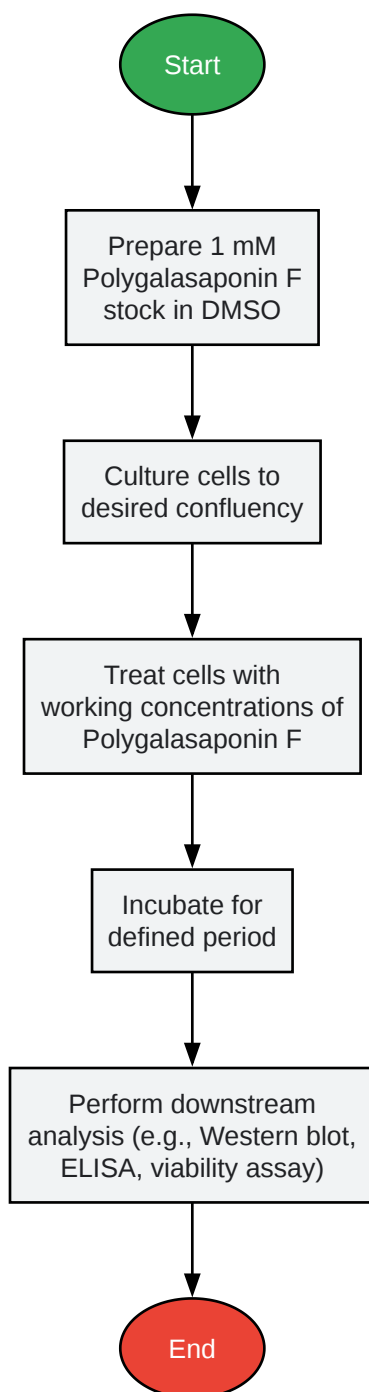 Start
Prepare 1 mM
Polygalasaponin F
stock in DMSO
Culture cells to
desired confluency
Treat cells with
working concentrations of
Polygalasaponin F
Incubate for
defined period
Perform downstream
analysis (e.g., Western blot,
ELISA, viability assay)
End